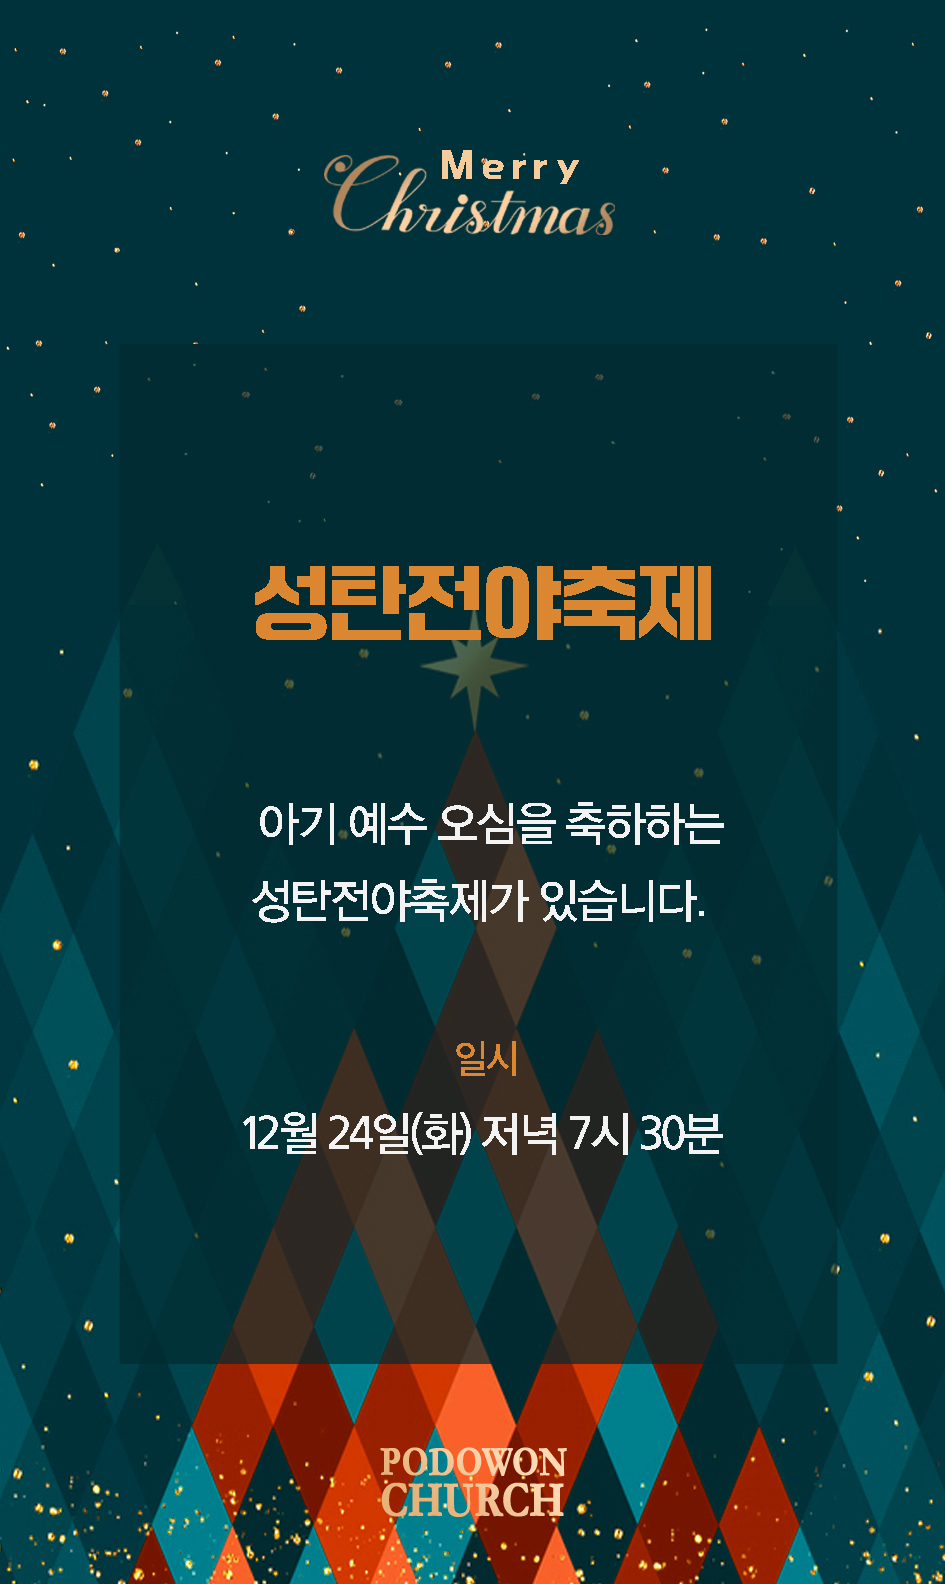 Merry
Christmas
성탄전야축제
아기 예수 오심을 축하하는
성탄전야축제가 있습니다.
일시
12월 24일(화) 저녁 7시 30분
PODOWON
CHURCH